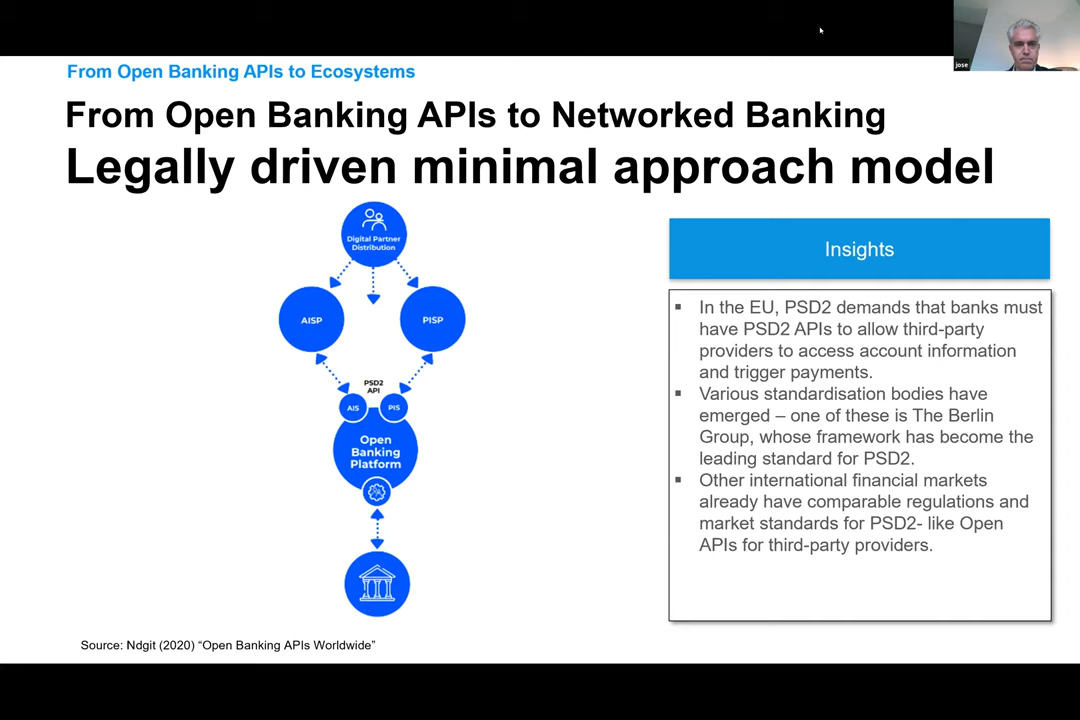 jose
From Open Banking APIs to Ecosystems
From Open Banking APIs to Networked Banking
Legally driven minimal approach model
Digital Partner
Distribution
AISP
PISP
PSD2
API
AIS
PIS
Open
Banking
Platform
Insights
▪ In the EU, PSD2 demands that banks must
have PSD2 APIs to allow third-party
providers to access account information
and trigger payments.
▪ Various standardisation bodies have
emerged – one of these is The Berlin
Group, whose framework has become the
leading standard for PSD2.
▪ Other international financial markets
already have comparable regulations and
market standards for PSD2- like Open
APIs for third-party providers.
Source: Ndgit (2020) “Open Banking APIs Worldwide”